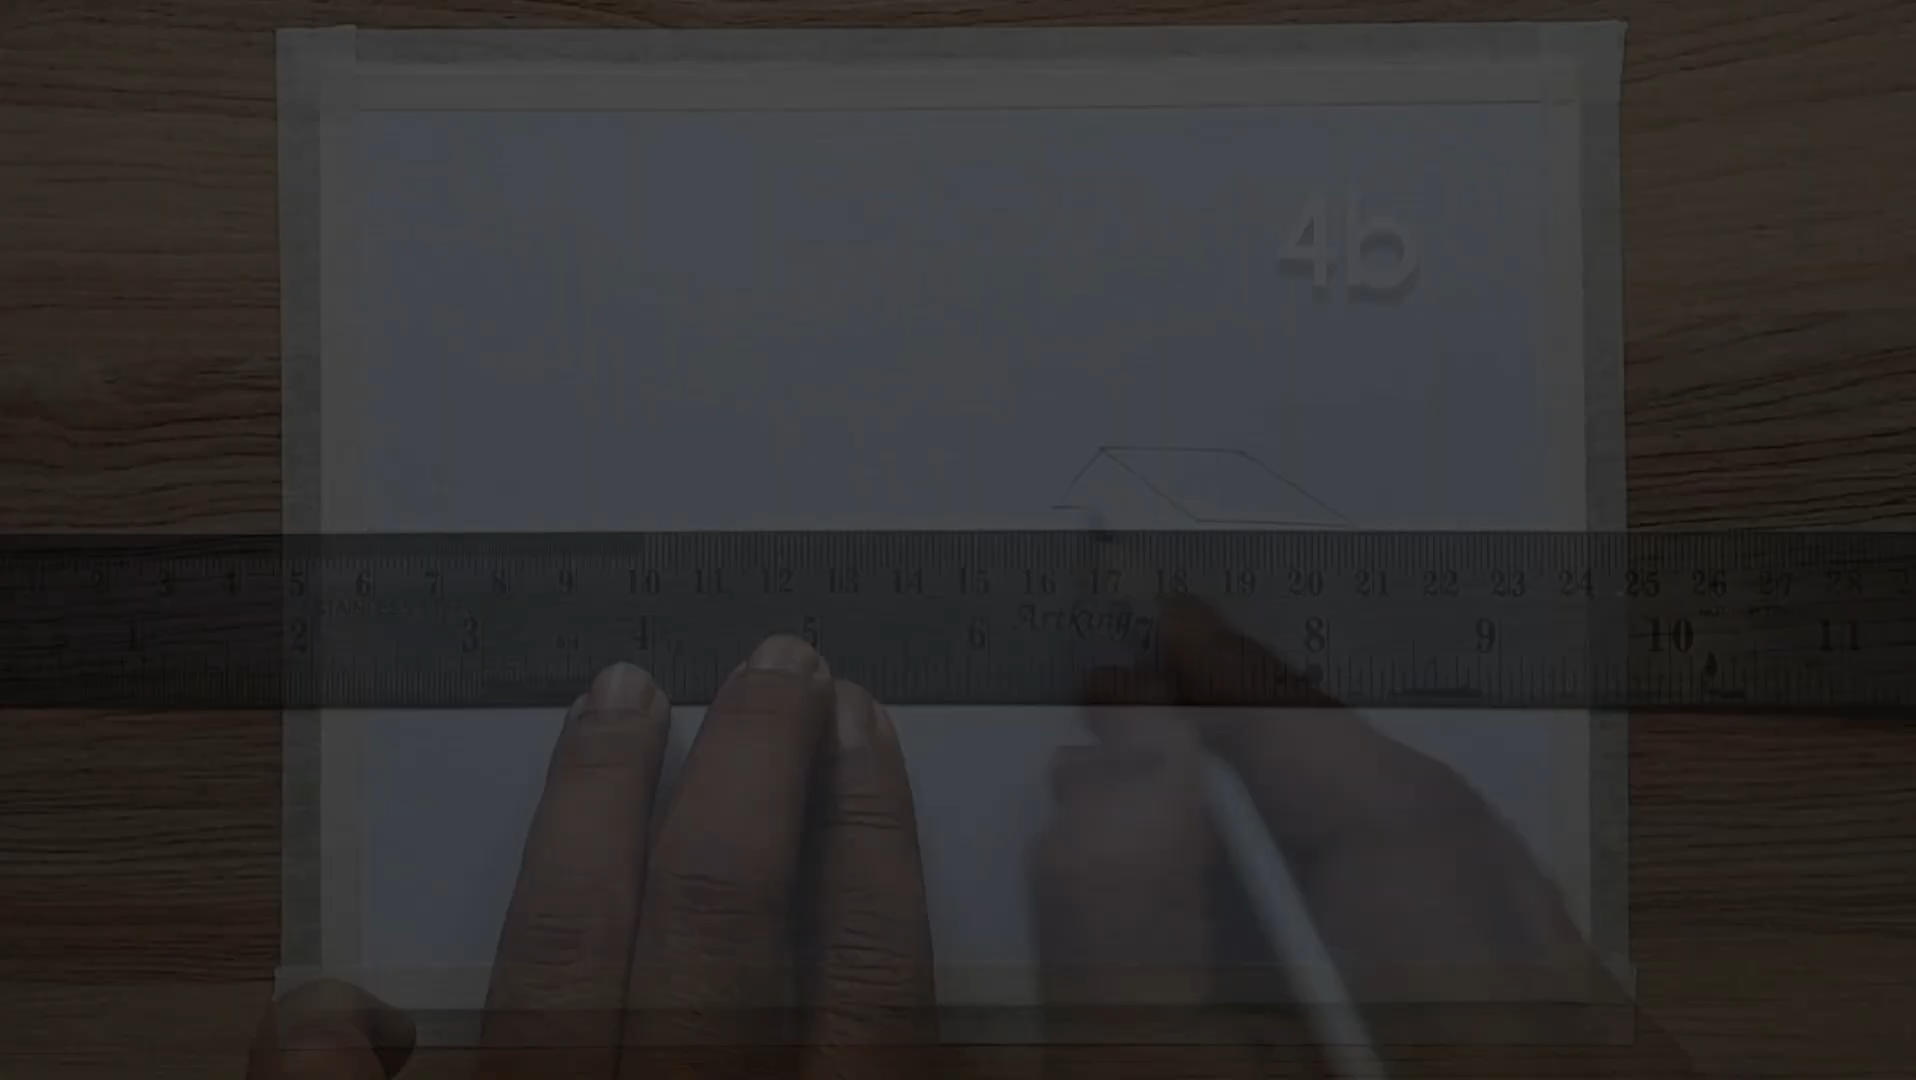 4b
1 2 3 4 5 6 7 8 9 10 11 12 13 14 15 16 17 18 19 20 21 22 23 24 25 26 27 28
STAINLESS STEEL
Artking
1 2 3 4 5 6 7 8 9 10 11